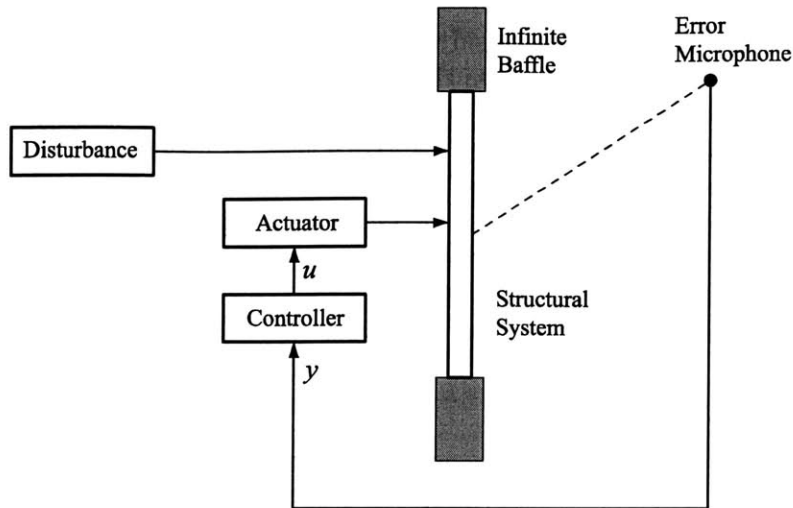 Infinite
Baffle
Error
Microphone
Disturbance
Actuator
u
Controller
Structural
System
y